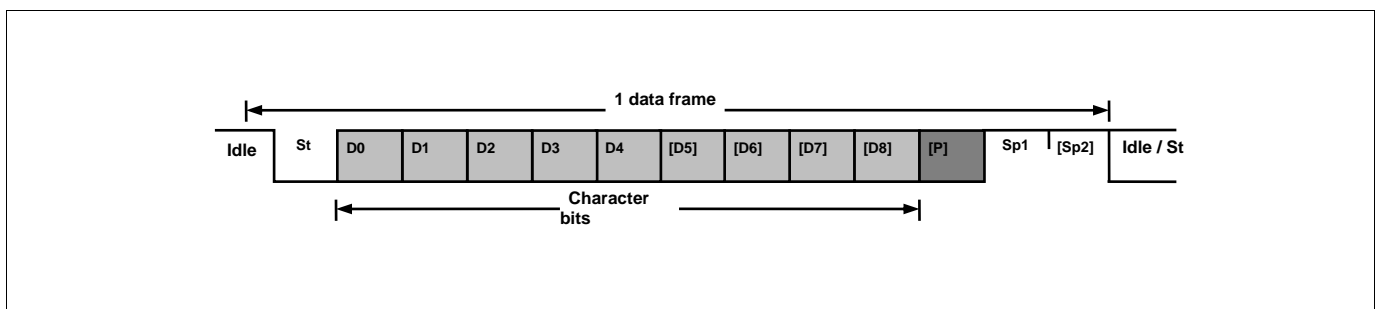 1 data frame
Idle St D0 D1 D2 D3 D4 [D5] [D6] [D7] [D8] [P] Sp1 [Sp2] Idle / St
Character
bits